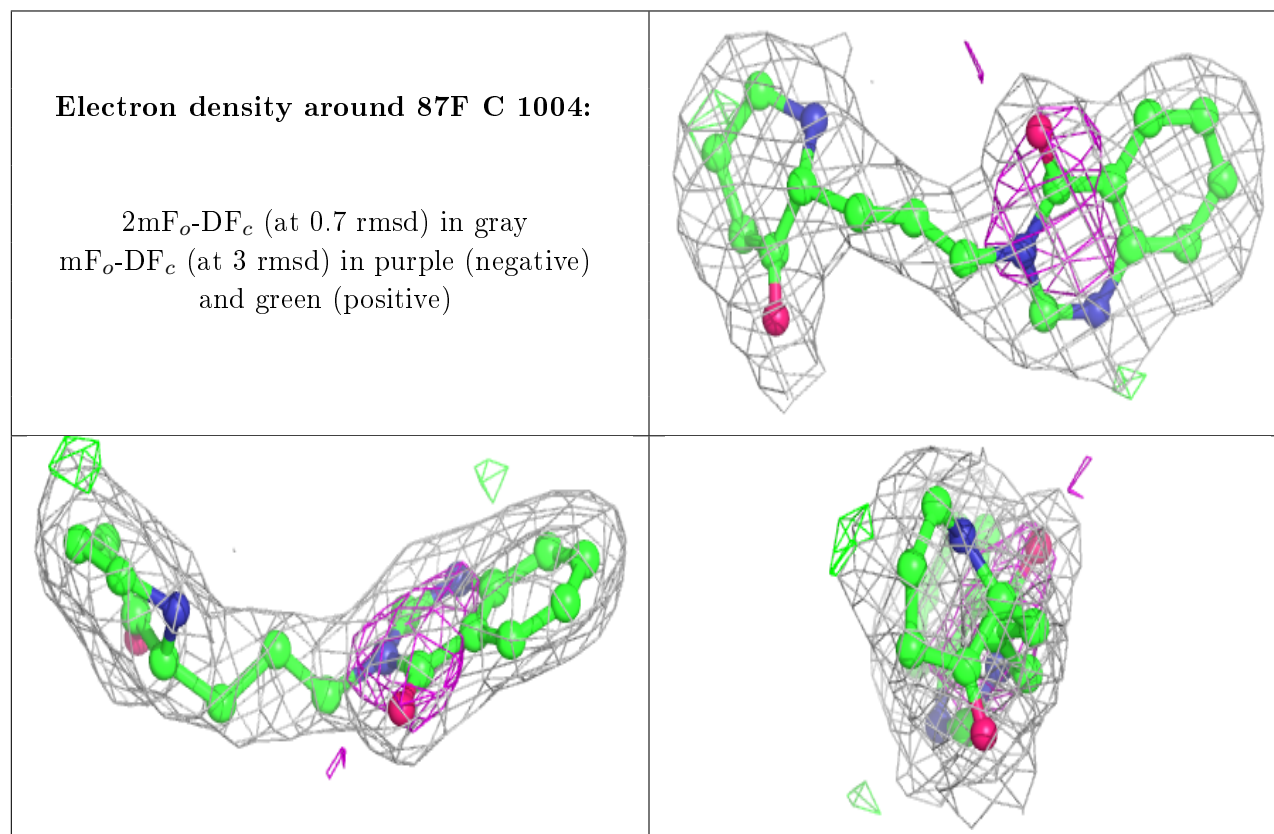 Electron density around 87F C 1004:
2mFₒ-DF𝒸 (at 0.7 rmsd) in gray
mFₒ-DF𝒸 (at 3 rmsd) in purple (negative)
and green (positive)